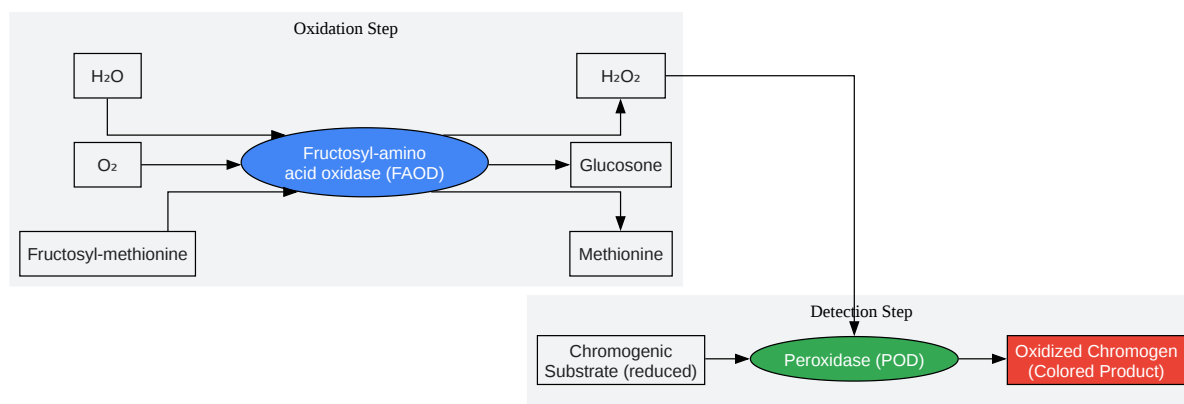 Oxidation Step
H₂O
H₂O₂
O₂
Fructosyl-amino
acid oxidase (FAOD)
Glucosone
Fructosyl-methionine
Methionine
Detection Step
Chromogenic
Substrate (reduced)
Peroxidase (POD)
Oxidized Chromogen
(Colored Product)